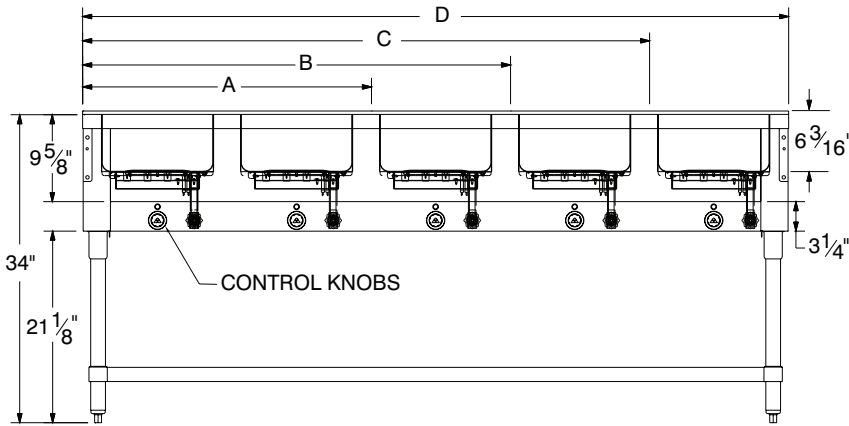 D
C
B
A
9 5/8"
6 3/16'
34"
3 1/4"
CONTROL KNOBS
21 1/8"